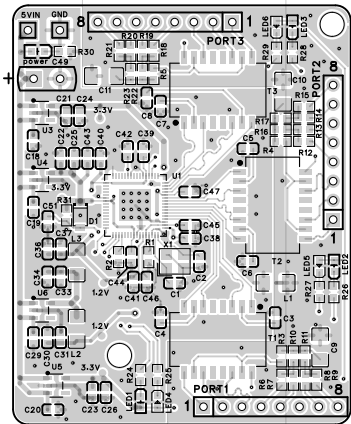 5VIN GND
8 1
R20 R19
R21 R18
PORT3
LED6 LED3
power C49 R30
R29 R28
+
C11
R5
C10
PORT2
8
R23 R22
T3
R15
C21 C24
3.3V
C8 C7
R17 R16
R14 R13
U3
C22 C25 C43 C40
C18
U4
C42 C39
C5
R4
R12
3.3V
U1
C51 R31
C47
C19
D1
1
C37
C45
C36
L3
C38
X1
R2 R1
T2
C34 C33
C2
C6
LED5 LED2
U6
1.2V
C44 C41 C46
C1
L1
R27 R26
1.2V
C4
C3
T1
C29 C30 C31 L2
R3 R10 R11
C9
3.3V
U5
R24 R25
R6 R7
R8 R9
C20
C23 C26
LED1 LED4
PORT1
1 8